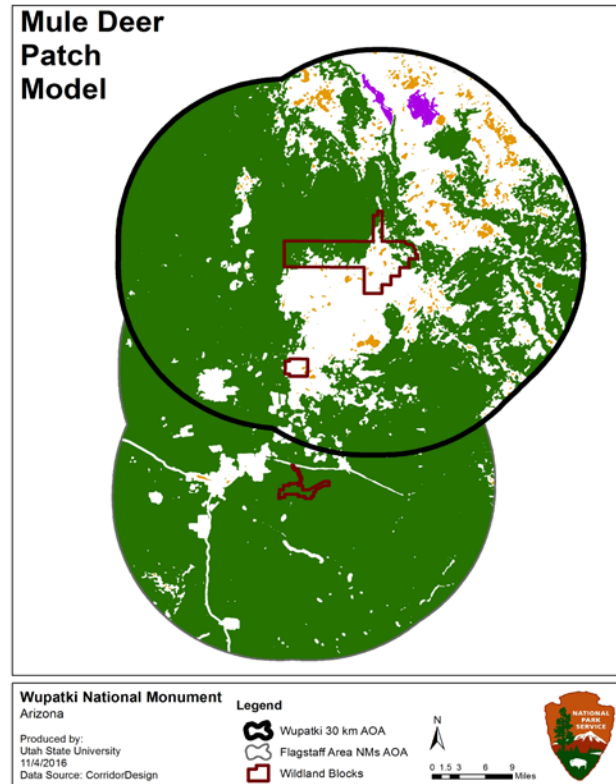 Mule Deer
Patch
Model
Wupatki National Monument
Arizona
Produced by:
Utah State University
11/4/2016
Data Source: CorridorDesign
Legend
Wupatki 30 km AOA
Flagstaff Area NMs AOA
Wildland Blocks
N
0 1.5 3 6 9
Miles
NATIONAL
PARK
SERVICE